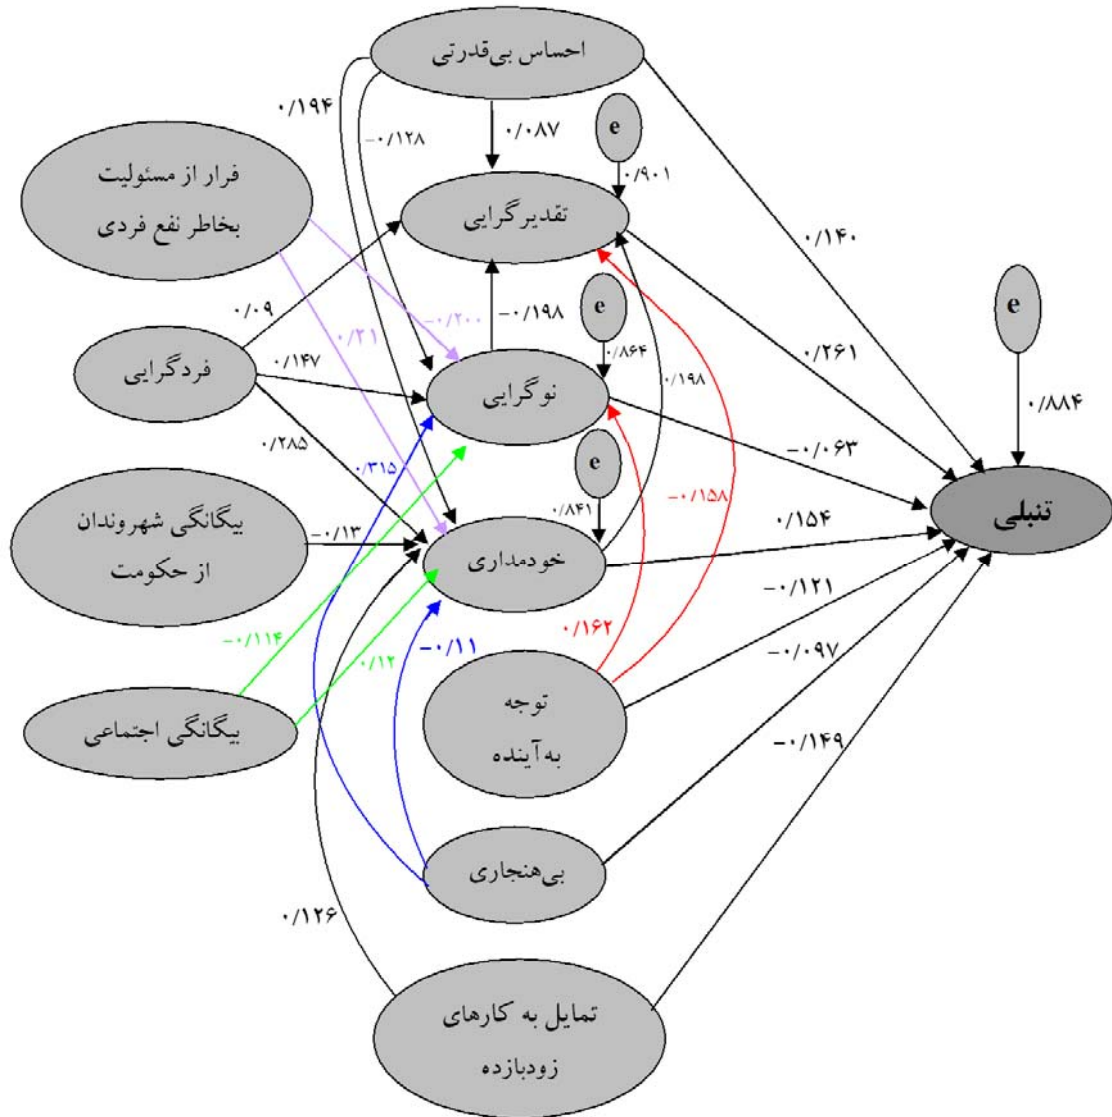 احساس بی‌قدرتی
۰/۱۹۴
-۰/۱۲۸
۰/۰۸۷
e
۰/۹۰۱
فرار از مسئولیت
بخاطر نفع فردی
تقدیرگرایی
۰/۱۴۰
۰/۰۹
۰/۲۱
-۰/۲۰۰
-۰/۱۹۸
e
۰/۸۶۴
۰/۲۶۱
e
فردگرایی
۰/۱۴۷
نوگرایی
۰/۱۹۸
۰/۸۸۴
۰/۲۸۵
۰/۳۱۵
e
-۰/۰۶۳
-۰/۱۵۸
۰/۸۴۱
بیگانگی شهروندان
از حکومت
-۰/۱۳
خودمداری
۰/۱۵۴
تنبلی
-۰/۱۲۱
-۰/۱۱۴
۰/۱۲
-۰/۱۱
۰/۱۶۲
-۰/۰۹۷
بیگانگی اجتماعی
توجه
به‌آینده
-۰/۱۴۹
بی‌هنجاری
۰/۱۲۶
تمایل به کارهای
زودبازده